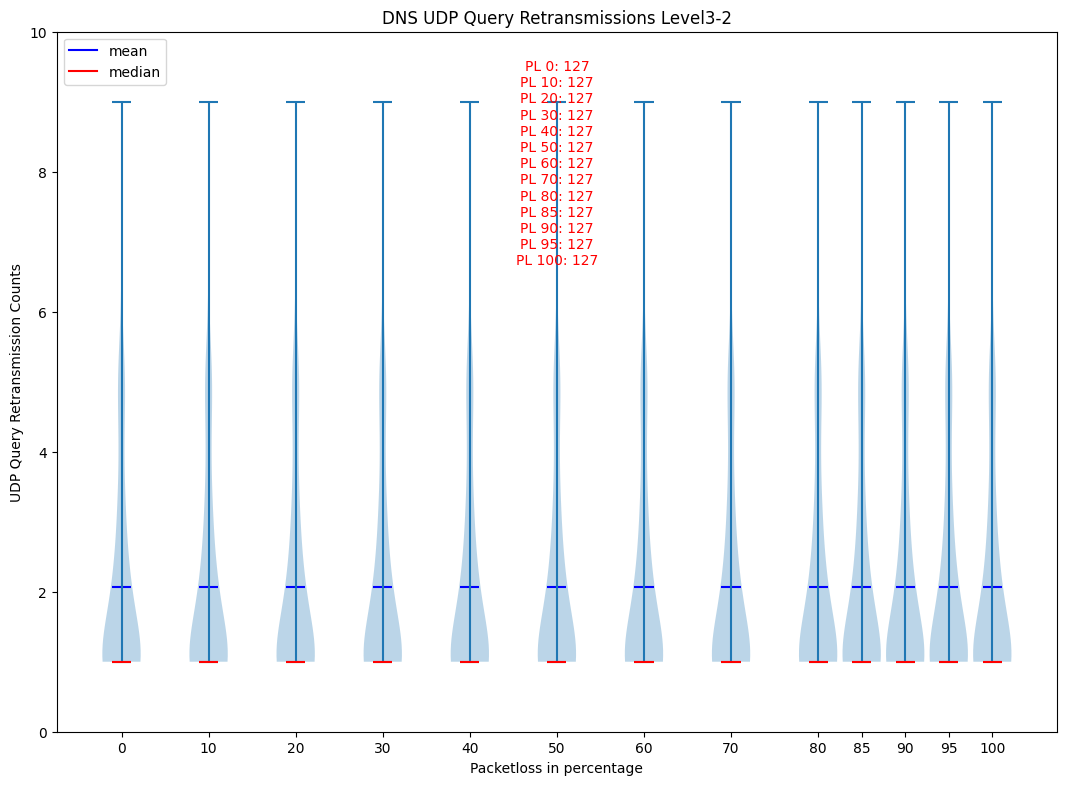 DNS UDP Query Retransmissions Level3-2
mean
median
PL 0: 127
PL 10: 127
PL 20: 127
PL 30: 127
PL 40: 127
PL 50: 127
PL 60: 127
PL 70: 127
PL 80: 127
PL 85: 127
PL 90: 127
PL 95: 127
PL 100: 127
UDP Query Retransmission Counts
10
8
6
4
2
0
0 10 20 30 40 50 60 70 80 85 90 95 100
Packetloss in percentage